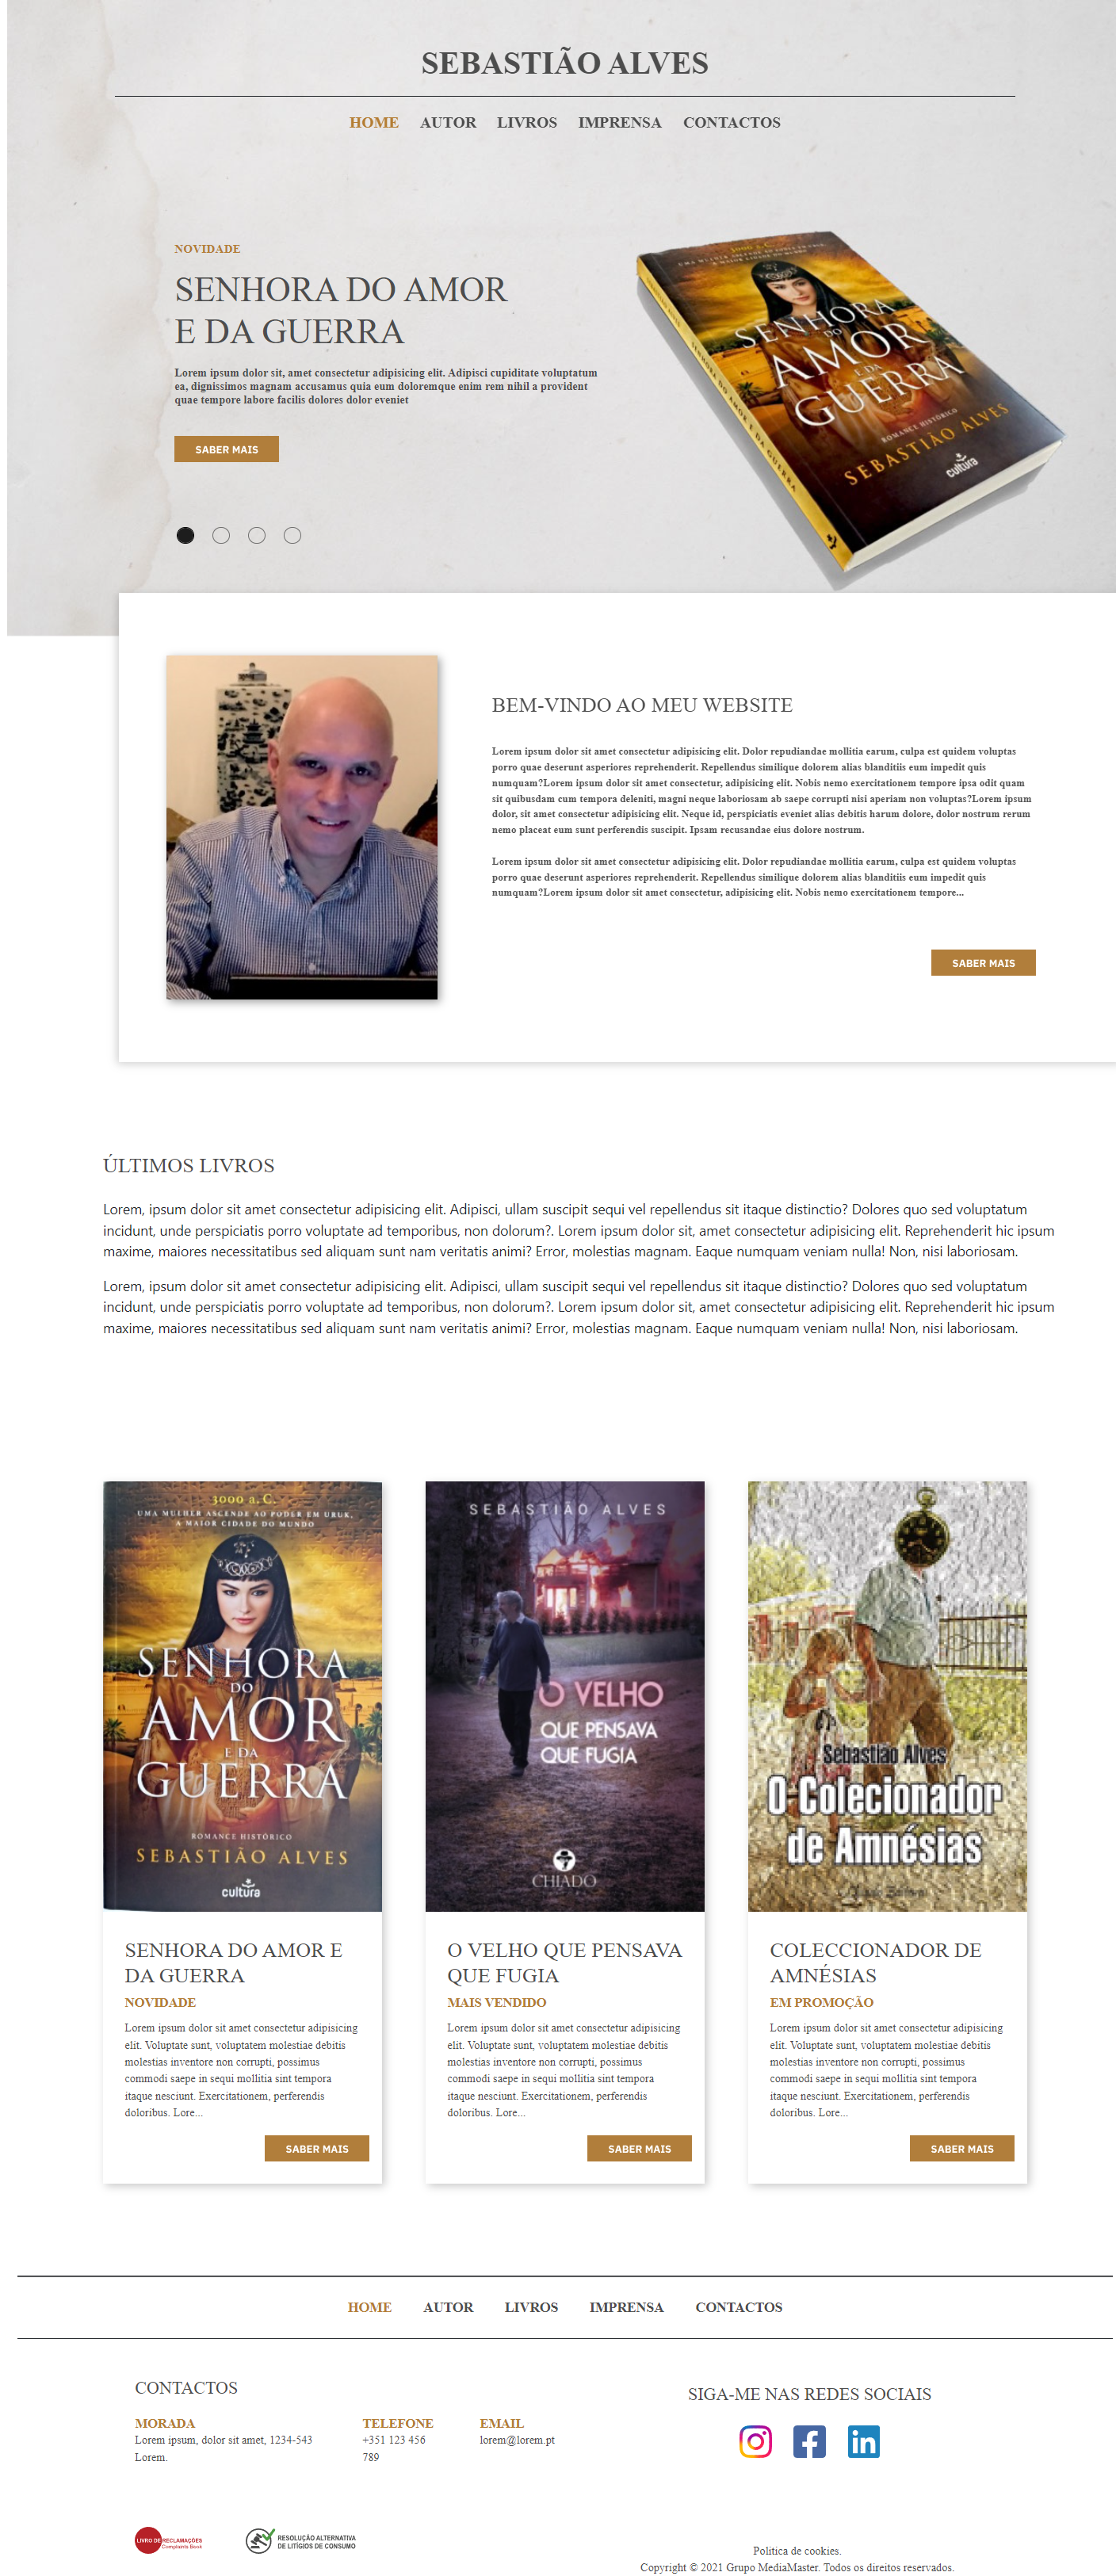 SEBASTIÃO ALVES
HOME AUTOR LIVROS IMPRENSA CONTACTOS
NOVIDADE
SENHORA DO AMOR
E DA GUERRA
Lorem ipsum dolor sit, amet consectetur adipisicing elit. Adipisci cupiditate voluptatum
ea, dignissimos magnam accusamus quia eum doloremque enim rem nihil a provident
quae tempore labore facilis dolores dolor eveniet
SABER MAIS
3000 a.C.
UMA MULHER ASCENDE AO PODER EM URUK,
A MAIOR CIDADE DO MUNDO
SENHORA
DO
AMOR
E DA
GUERRA
ROMANCE HISTÓRICO
SEBASTIÃO ALVES
cultura
SENHORA DO AMOR E DA GUERRA
BEM-VINDO AO MEU WEBSITE
Lorem ipsum dolor sit amet consectetur adipisicing elit. Dolor repudiandae mollitia earum, culpa est quidem voluptas
porro quae deserunt asperiores reprehenderit. Repellendus similique dolorem alias blanditiis eum impedit quis
numquam?Lorem ipsum dolor sit amet consectetur, adipisicing elit. Nobis nemo exercitationem tempore ipsa odit quam
sit quibusdam cum tempora deleniti, magni neque laboriosam ab saepe corrupti nisi aperiam non voluptas?Lorem ipsum
dolor, sit amet consectetur adipisicing elit. Neque id, perspiciatis eveniet alias debitis harum dolore, dolor nostrum rerum
nemo placeat eum sunt perferendis suscipit. Ipsam recusandae eius dolore nostrum.
Lorem ipsum dolor sit amet consectetur adipisicing elit. Dolor repudiandae mollitia earum, culpa est quidem voluptas
porro quae deserunt asperiores reprehenderit. Repellendus similique dolorem alias blanditiis eum impedit quis
numquam?Lorem ipsum dolor sit amet consectetur, adipisicing elit. Nobis nemo exercitationem tempore...
SABER MAIS
ÚLTIMOS LIVROS
Lorem, ipsum dolor sit amet consectetur adipisicing elit. Adipisci, ullam suscipit sequi vel repellendus sit itaque distinctio? Dolores quo sed voluptatum
incidunt, unde perspiciatis porro voluptate ad temporibus, non dolorum?. Lorem ipsum dolor sit, amet consectetur adipisicing elit. Reprehenderit hic ipsum
maxime, maiores necessitatibus sed aliquam sunt nam veritatis animi? Error, molestias magnam. Eaque numquam veniam nulla! Non, nisi laboriosam.
Lorem, ipsum dolor sit amet consectetur adipisicing elit. Adipisci, ullam suscipit sequi vel repellendus sit itaque distinctio? Dolores quo sed voluptatum
incidunt, unde perspiciatis porro voluptate ad temporibus, non dolorum?. Lorem ipsum dolor sit, amet consectetur adipisicing elit. Reprehenderit hic ipsum
maxime, maiores necessitatibus sed aliquam sunt nam veritatis animi? Error, molestias magnam. Eaque numquam veniam nulla! Non, nisi laboriosam.
3000 a.C.
UMA MULHER ASCENDE AO PODER EM URUK,
A MAIOR CIDADE DO MUNDO
SENHORA
DO
AMOR
E DA
GUERRA
ROMANCE HISTÓRICO
SEBASTIÃO ALVES
cultura
SENHORA DO AMOR E
DA GUERRA
NOVIDADE
Lorem ipsum dolor sit amet consectetur adipisicing
elit. Voluptate sunt, voluptatem molestiae debitis
molestias inventore non corrupti, possimus
commodi saepe in sequi mollitia sint tempora
itaque nesciunt. Exercitationem, perferendis
doloribus. Lore...
SABER MAIS
SEBASTIÃO ALVES
O VELHO
QUE PENSAVA
QUE FUGIA
CHIADO
O VELHO QUE PENSAVA
QUE FUGIA
MAIS VENDIDO
Lorem ipsum dolor sit amet consectetur adipisicing
elit. Voluptate sunt, voluptatem molestiae debitis
molestias inventore non corrupti, possimus
commodi saepe in sequi mollitia sint tempora
itaque nesciunt. Exercitationem, perferendis
doloribus. Lore...
SABER MAIS
Sebastião Alves
O Colecionador
de Amnésias
COLECCIONADOR DE
AMNÉSIAS
EM PROMOÇÃO
Lorem ipsum dolor sit amet consectetur adipisicing
elit. Voluptate sunt, voluptatem molestiae debitis
molestias inventore non corrupti, possimus
commodi saepe in sequi mollitia sint tempora
itaque nesciunt. Exercitationem, perferendis
doloribus. Lore...
SABER MAIS
HOME AUTOR LIVROS IMPRENSA CONTACTOS
CONTACTOS
MORADA
Lorem ipsum, dolor sit amet, 1234-543
Lorem.
TELEFONE
+351 123 456
789
EMAIL
lorem@lorem.pt
SIGA-ME NAS REDES SOCIAIS
in
LIVRO DE RECLAMAÇÕES
Complaints Book
RESOLUÇÃO ALTERNATIVA
DE LITÍGIOS DE CONSUMO
Política de cookies.
Copyright © 2021 Grupo MediaMaster. Todos os direitos reservados.